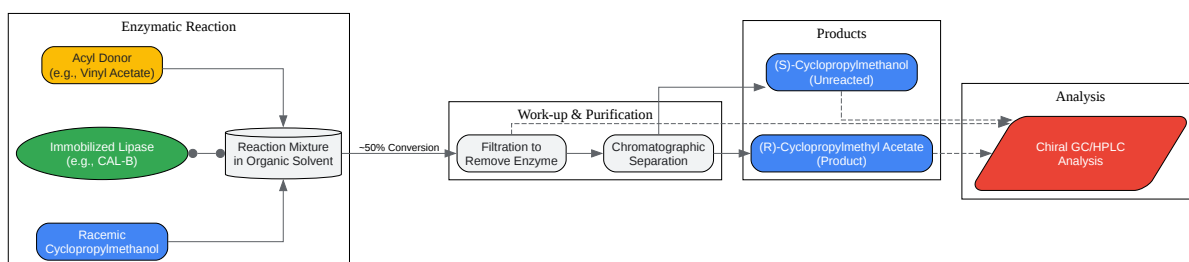 Enzymatic Reaction
Acyl Donor
(e.g., Vinyl Acetate)
Immobilized Lipase
(e.g., CAL-B)
Reaction Mixture
in Organic Solvent
Racemic
Cyclopropylmethanol
~50% Conversion
Work-up & Purification
Filtration to
Remove Enzyme
Chromatographic
Separation
Products
(S)-Cyclopropylmethanol
(Unreacted)
(R)-Cyclopropylmethyl Acetate
(Product)
Analysis
Chiral GC/HPLC
Analysis